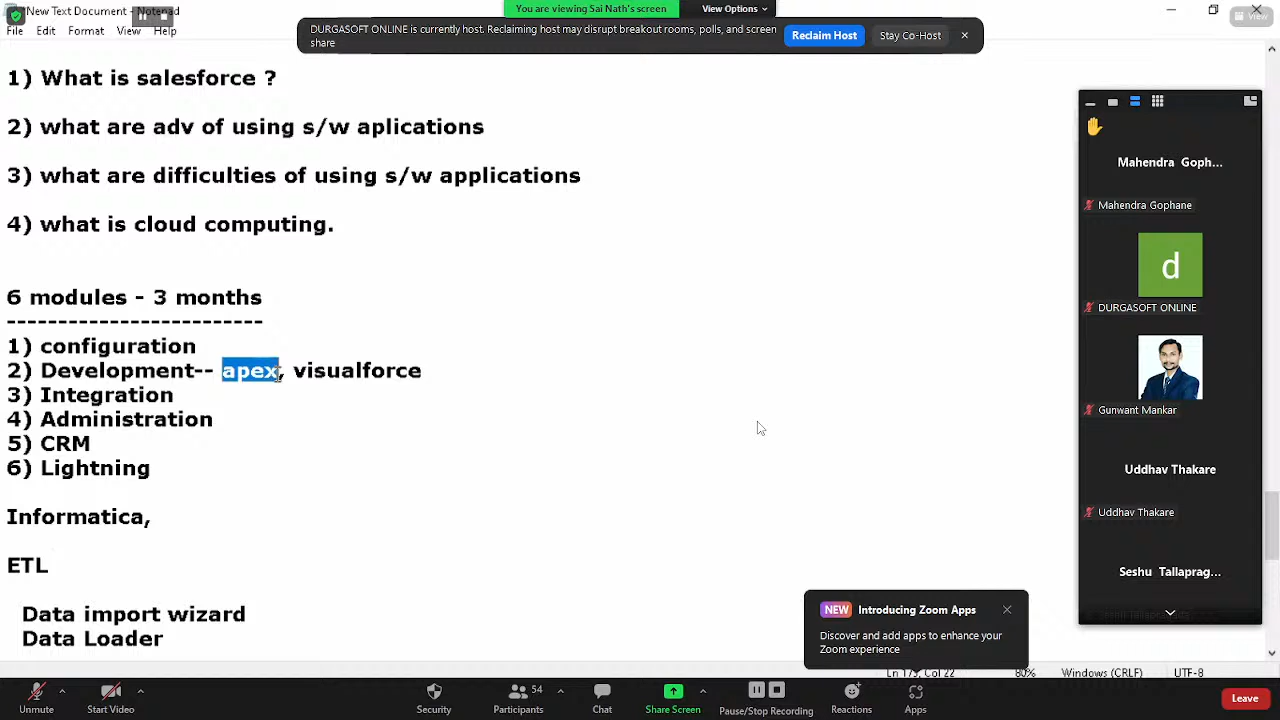 New Text Document - Notepad
You are viewing Sai Nath's screen
View Options
View
File Edit Format View Help
DURGASOFT ONLINE is currently host. Reclaiming host may disrupt breakout rooms, polls, and screen
share
Reclaim Host
Stay Co-Host
1) What is salesforce ?
2) what are adv of using s/w aplications
3) what are difficulties of using s/w applications
4) what is cloud computing.
6 modules - 3 months
------------------------
1) configuration
2) Development-- apex, visualforce
3) Integration
4) Administration
5) CRM
6) Lightning
Informatica,
ETL
Data import wizard
Data Loader
Mahendra Goph...
Mahendra Gophane
d
DURGASOFT ONLINE
Gunwant Mankar
Uddhav Thakare
Uddhav Thakare
Seshu Tallaprag...
NEW Introducing Zoom Apps
Discover and add apps to enhance your
Zoom experience
Ln 175, Col 22
80%
Windows (CRLF)
UTF-8
Unmute
Start Video
Security
54
Participants
Chat
Share Screen
Pause/Stop Recording
Reactions
Apps
Leave